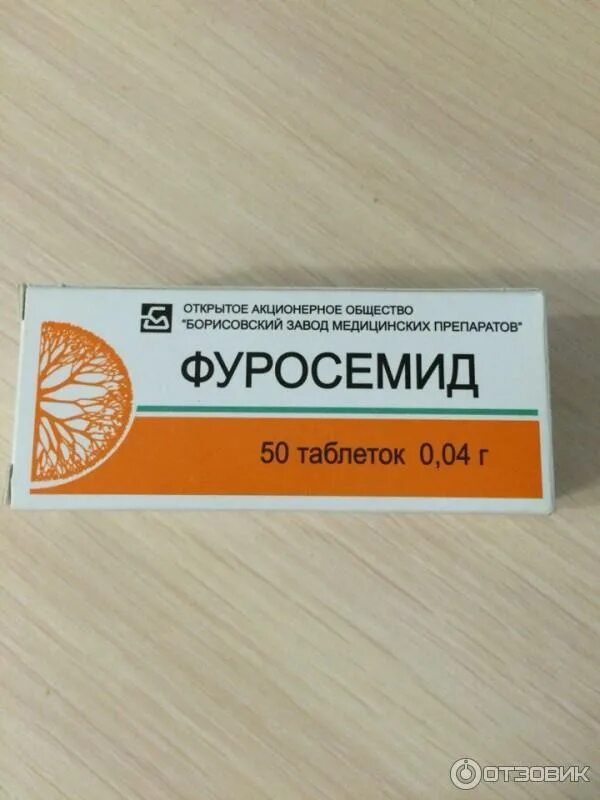 ОТКРЫТОЕ АКЦИОНЕРНОЕ ОБЩЕСТВО
"БОРИСОВСКИЙ ЗАВОД МЕДИЦИНСКИХ ПРЕПАРАТОВ"
ФУРОСЕМИД
50 таблеток 0,04 г
ОТЗОВИК